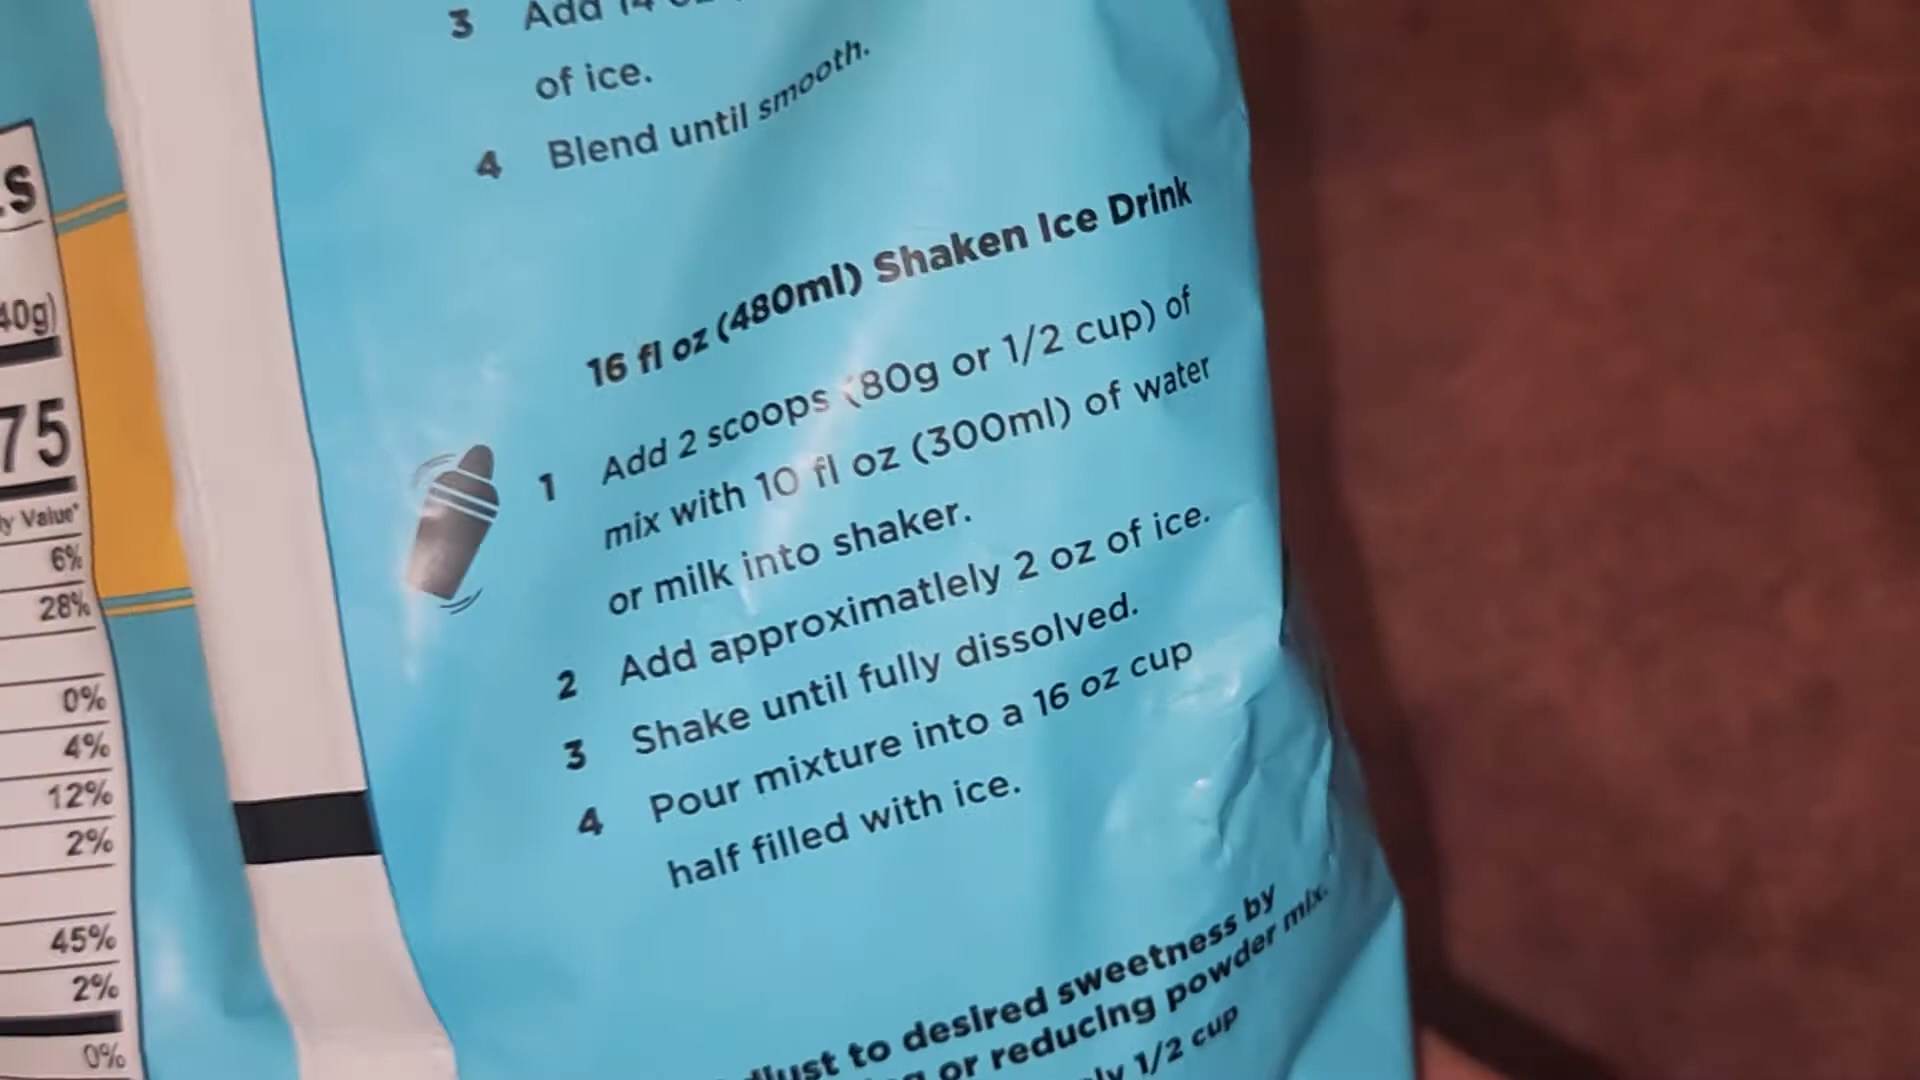 3 Add 14
of ice.
4 Blend until smooth.
16 fl oz (480ml) Shaken Ice Drink
1 Add 2 scoops (80g or 1/2 cup) of
mix with 10 fl oz (300ml) of water
or milk into shaker.
2 Add approximatlely 2 oz of ice.
3 Shake until fully dissolved.
4 Pour mixture into a 16 oz cup
half filled with ice.
to desired sweetness by
or reducing powder mix.
1/2 cup
40g)
75
Value*
6%
28%
0%
4%
12%
2%
45%
2%
0%